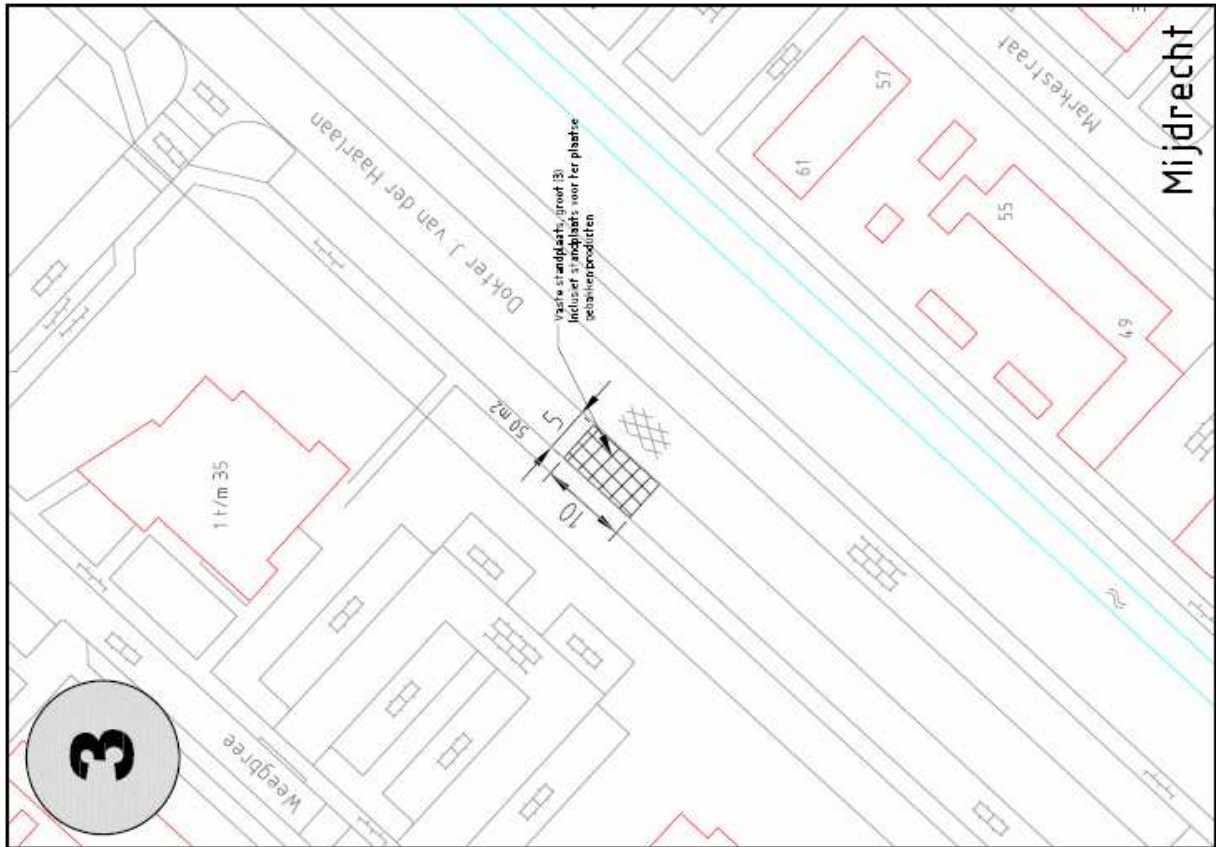 Mijdrecht
Markestraat
57
61
55
49
Dokter J. van der Haarlaan
Vaste standplaats, groot (3)
Inclusief standplaats voor ter plaatse
gebakken producten
50 m2
5
10
1 t/m 35
Weegbree
3